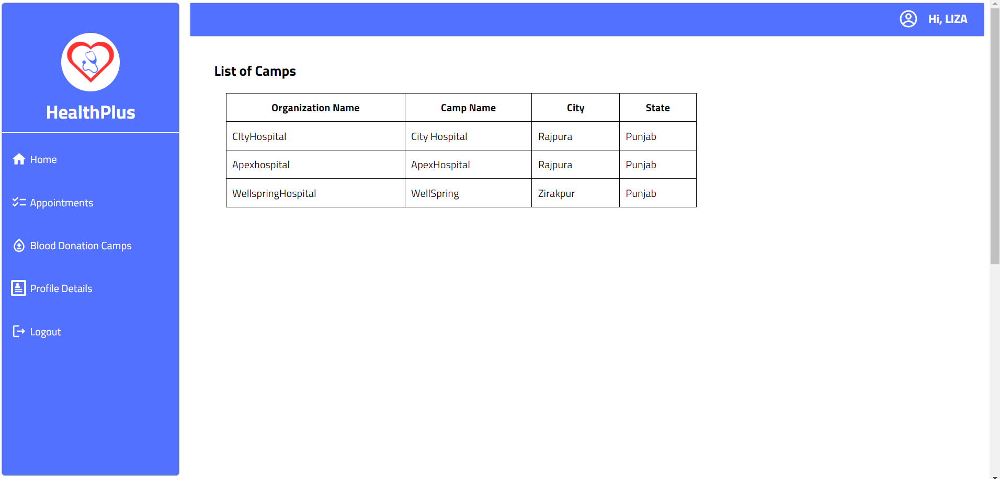 HealthPlus
Home
Appointments
Blood Donation Camps
Profile Details
Logout
Hi, LIZA
List of Camps
Organization Name Camp Name City State
CItyHospital City Hospital Rajpura Punjab
Apexhospital ApexHospital Rajpura Punjab
WellspringHospital WellSpring Zirakpur Punjab